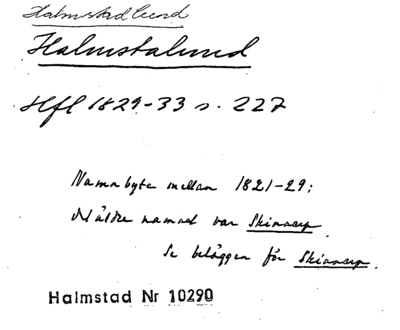 Halmstad lund
Halmstalund
Hfl 1829-33 s. 227
Namnbyte mellan 1821-29;
Det äldre namnet var Skinnarp
Se beläggen för Skinnarp.
Halmstad Nr 10290